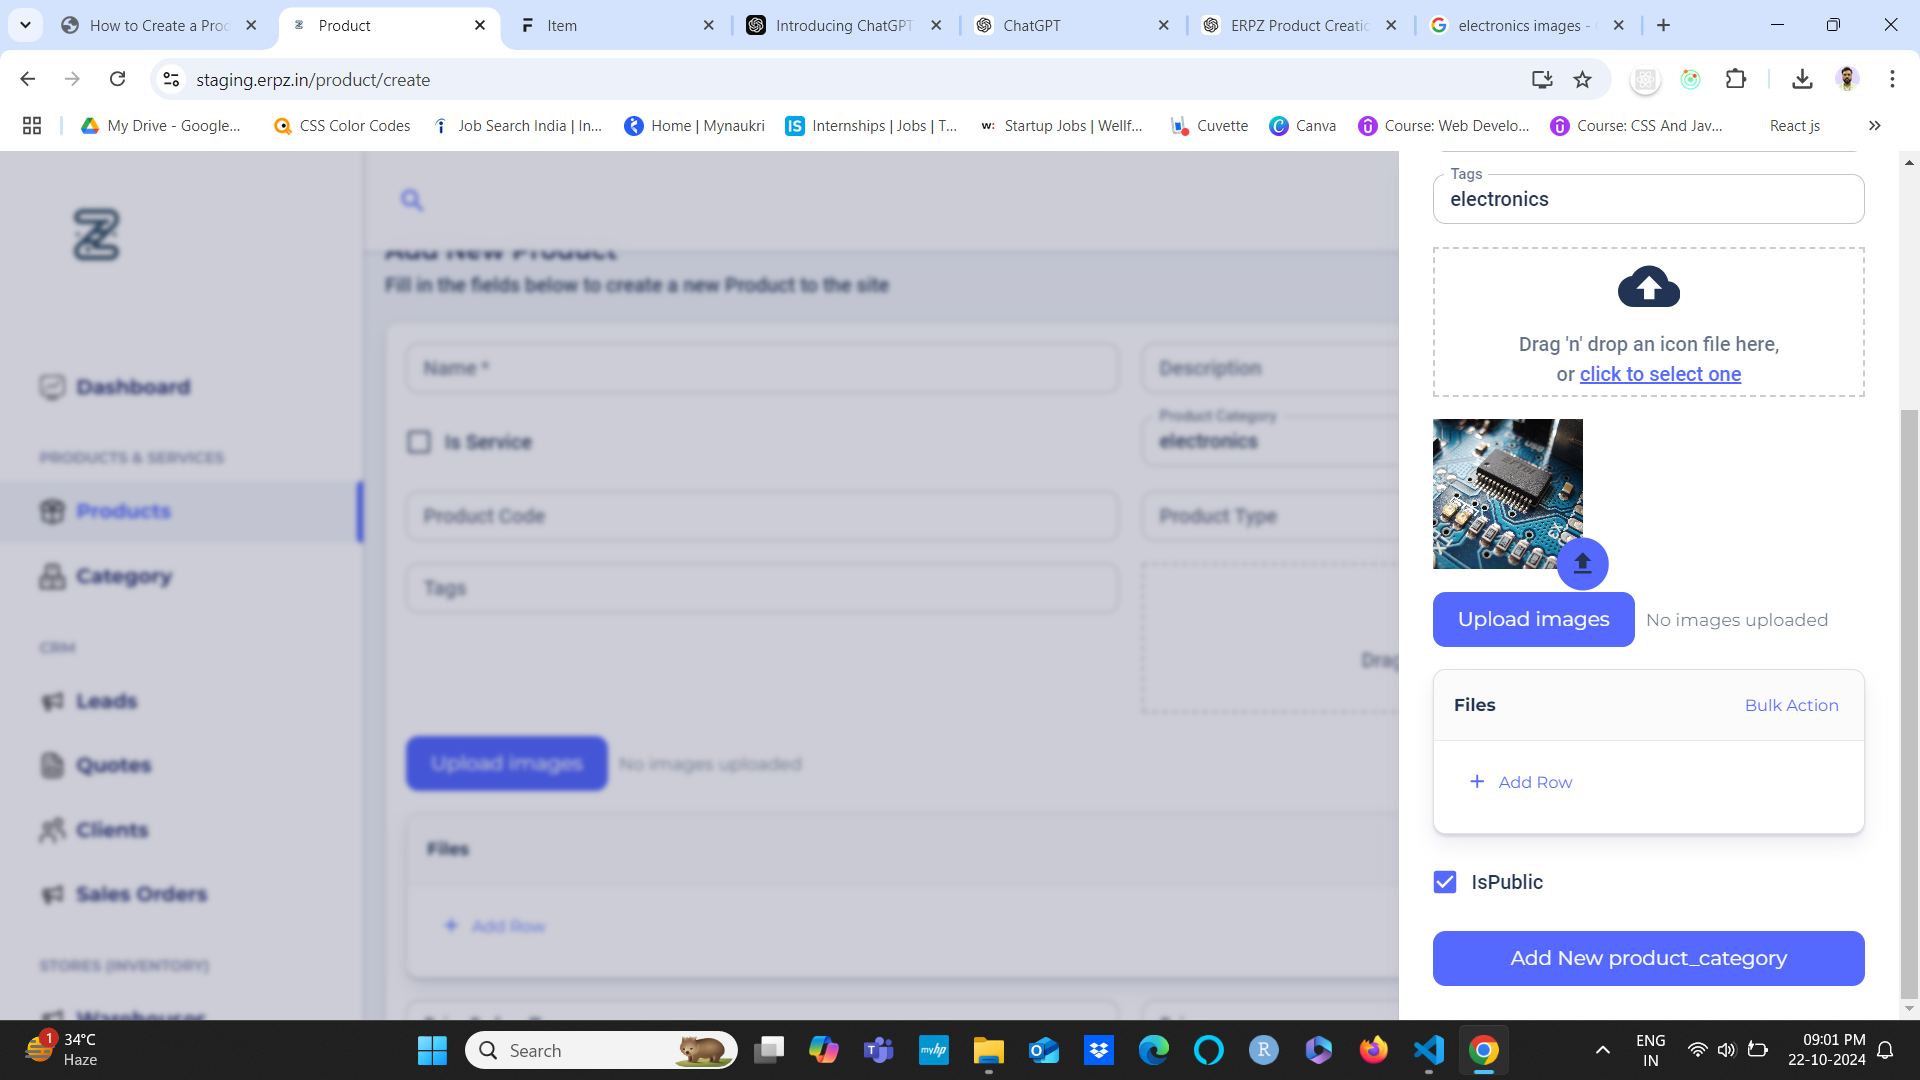 How to Create a Proc
Product
Item
Introducing ChatGPT
ChatGPT
ERPZ Product Creatic
electronics images -
staging.erpz.in/product/create
My Drive - Google...
CSS Color Codes
Job Search India | In...
Home | Mynaukri
Internships | Jobs | T...
Startup Jobs | Wellf...
Cuvette
Canva
Course: Web Develo...
Course: CSS And Jav...
React js
Add New Product
Fill in the fields below to create a new Product to the site
Dashboard
PRODUCTS & SERVICES
Products
Category
CRM
Leads
Quotes
Clients
Sales Orders
STORES (INVENTORY)
Warehouses
Name *
Description
Is Service
Product Category
electronics
Product Code
Product Type
Tags
Drag
Upload images
No images uploaded
Files
+ Add Row
Tags
electronics
Drag 'n' drop an icon file here,
or click to select one
Upload images
No images uploaded
Files
Bulk Action
+ Add Row
IsPublic
Add New product_category
1
34°C
Haze
Search
myhp
ENG
IN
09:01 PM
22-10-2024